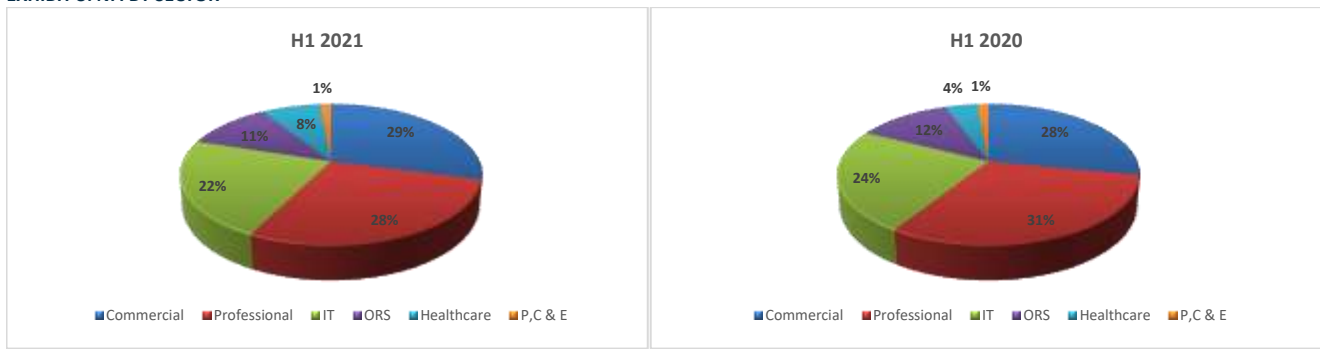 H1 2021
1%
8%
29%
11%
22%
28%
Commercial Professional IT ORS Healthcare P,C & E
H1 2020
4% 1%
28%
12%
24%
31%
Commercial Professional IT ORS Healthcare P,C & E